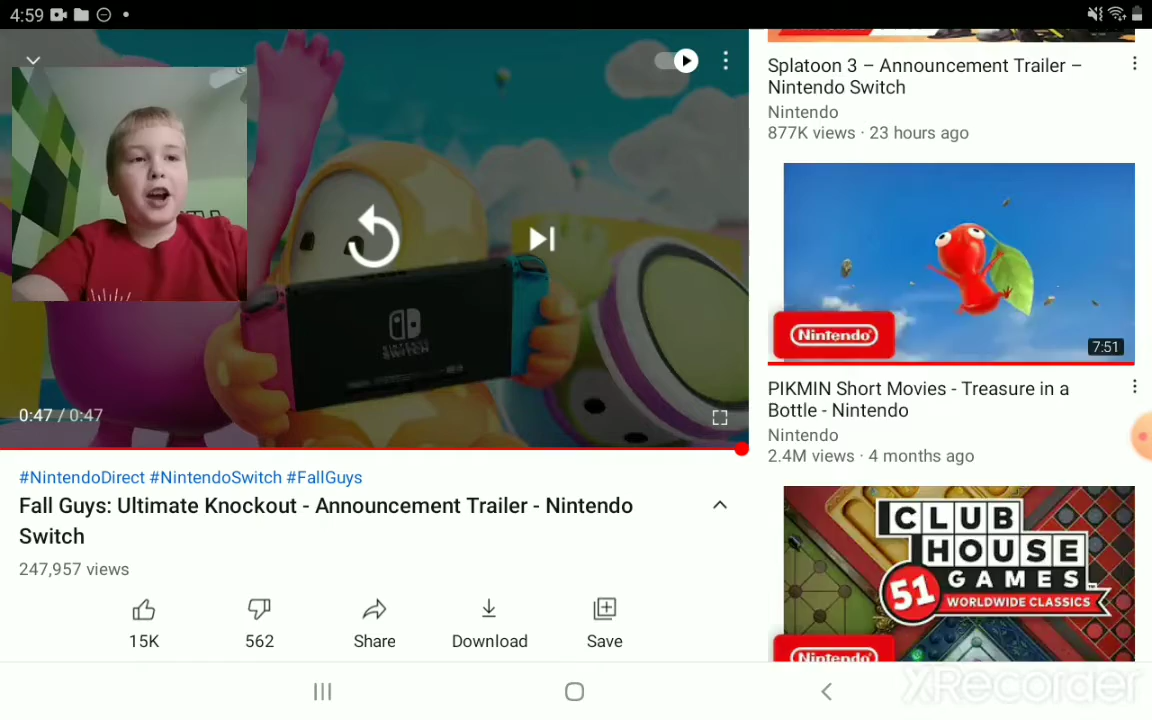 4:59
NINTENDO
SWITCH
0:47 / 0:47
#NintendoDirect #NintendoSwitch #FallGuys
Fall Guys: Ultimate Knockout - Announcement Trailer - Nintendo
Switch
247,957 views
15K
562
Share
Download
Save
Splatoon 3 – Announcement Trailer –
Nintendo Switch
Nintendo
877K views · 23 hours ago
Nintendo
7:51
PIKMIN Short Movies - Treasure in a
Bottle - Nintendo
Nintendo
2.4M views · 4 months ago
CLUB
HOUSE
GAMES
51 WORLDWIDE CLASSICS
Nintendo
XRecorder